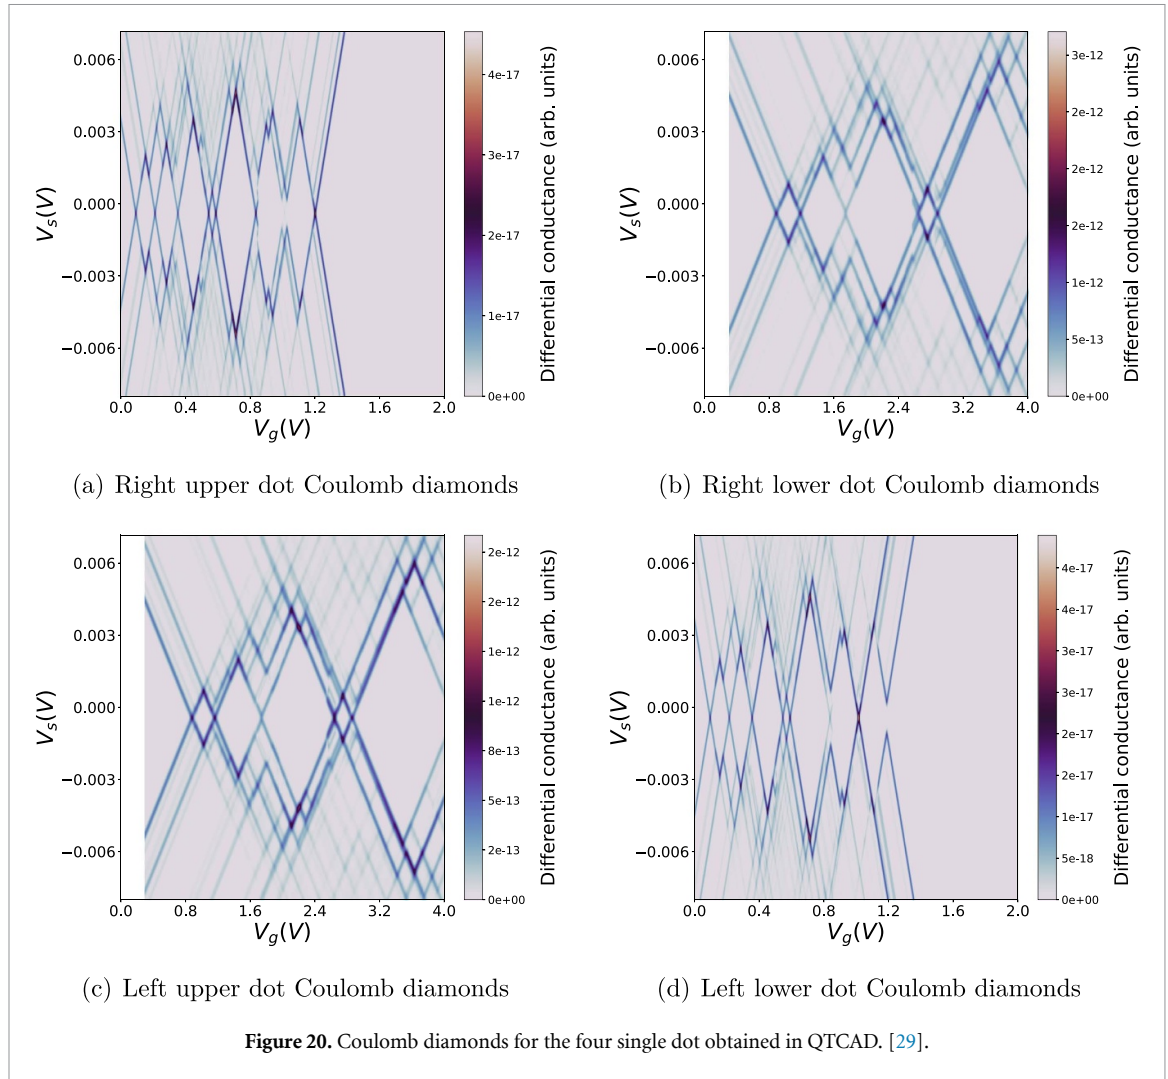 0.006
0.003
0.000
−0.003
−0.006
V_s(V)
0.0 0.4 0.8 1.2 1.6 2.0
V_g(V)
4e-17
3e-17
2e-17
1e-17
0e+00
Differential conductance (arb. units)
(a) Right upper dot Coulomb diamonds
0.006
0.003
0.000
−0.003
−0.006
V_s(V)
0.0 0.8 1.6 2.4 3.2 4.0
V_g(V)
3e-12
2e-12
2e-12
1e-12
5e-13
0e+00
Differential conductance (arb. units)
(b) Right lower dot Coulomb diamonds
0.006
0.003
0.000
−0.003
−0.006
V_s(V)
0.0 0.8 1.6 2.4 3.2 4.0
V_g(V)
2e-12
2e-12
1e-12
1e-12
8e-13
5e-13
2e-13
0e+00
Differential conductance (arb. units)
(c) Left upper dot Coulomb diamonds
0.006
0.003
0.000
−0.003
−0.006
V_s(V)
0.0 0.4 0.8 1.2 1.6 2.0
V_g(V)
4e-17
4e-17
3e-17
3e-17
2e-17
2e-17
1e-17
5e-18
0e+00
Differential conductance (arb. units)
(d) Left lower dot Coulomb diamonds
Figure 20. Coulomb diamonds for the four single dot obtained in QTCAD. [29].